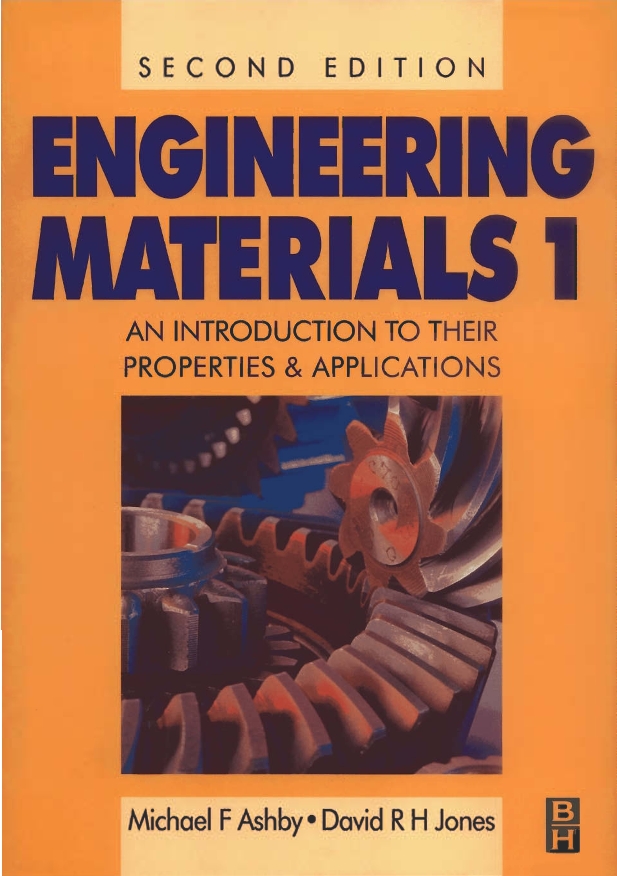 SECOND EDITION
ENGINEERING
MATERIALS 1
AN INTRODUCTION TO THEIR
PROPERTIES & APPLICATIONS
Michael F Ashby • David R H Jones
B
H